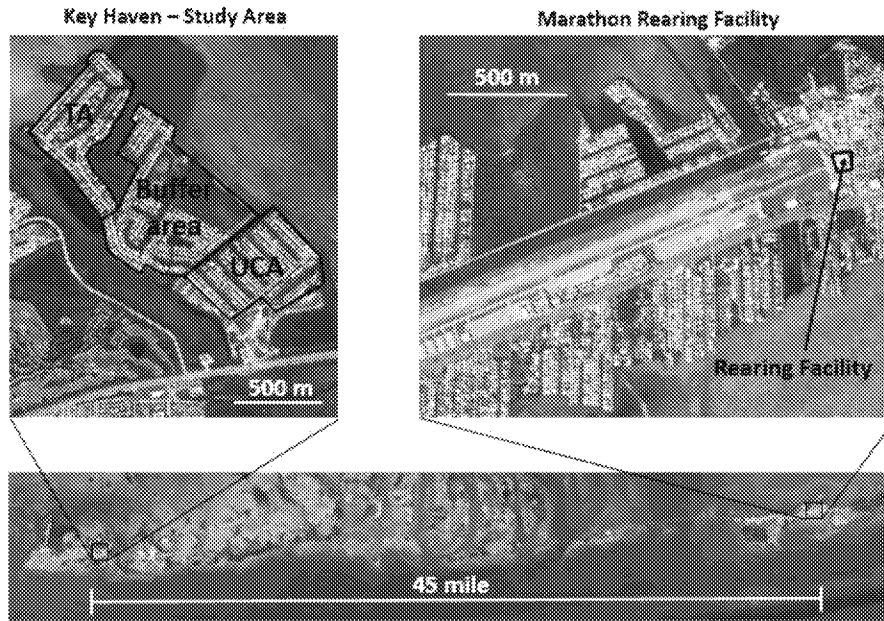 Key Haven – Study Area
Marathon Rearing Facility
500 m
TA
Buffer
area
UCA
500 m
Rearing Facility
45 mile